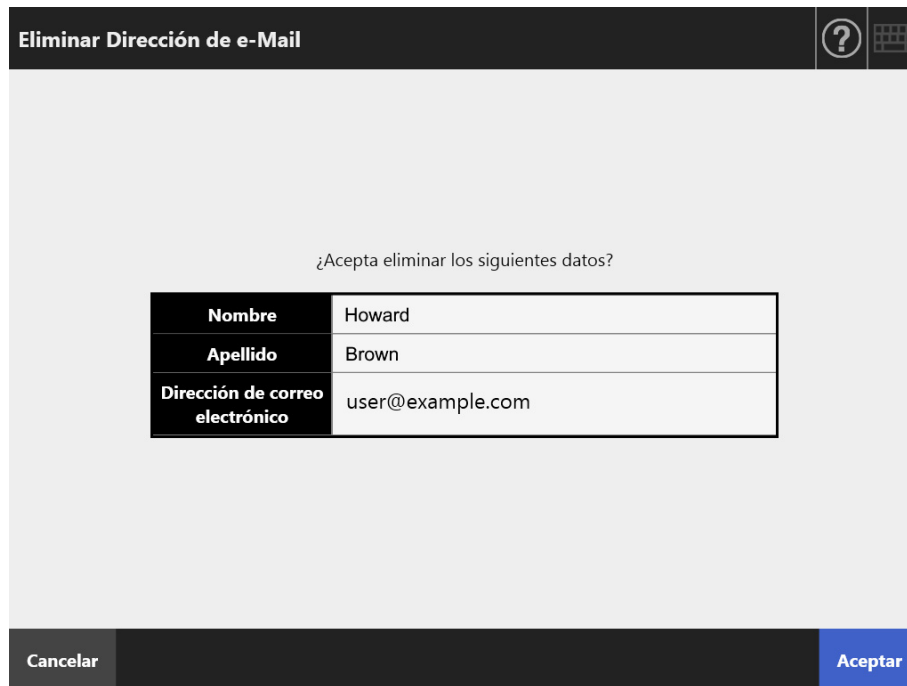 Eliminar Dirección de e-Mail
?
¿Acepta eliminar los siguientes datos?
Nombre Howard
Apellido Brown
Dirección de correo
electrónico user@example.com
Cancelar Aceptar